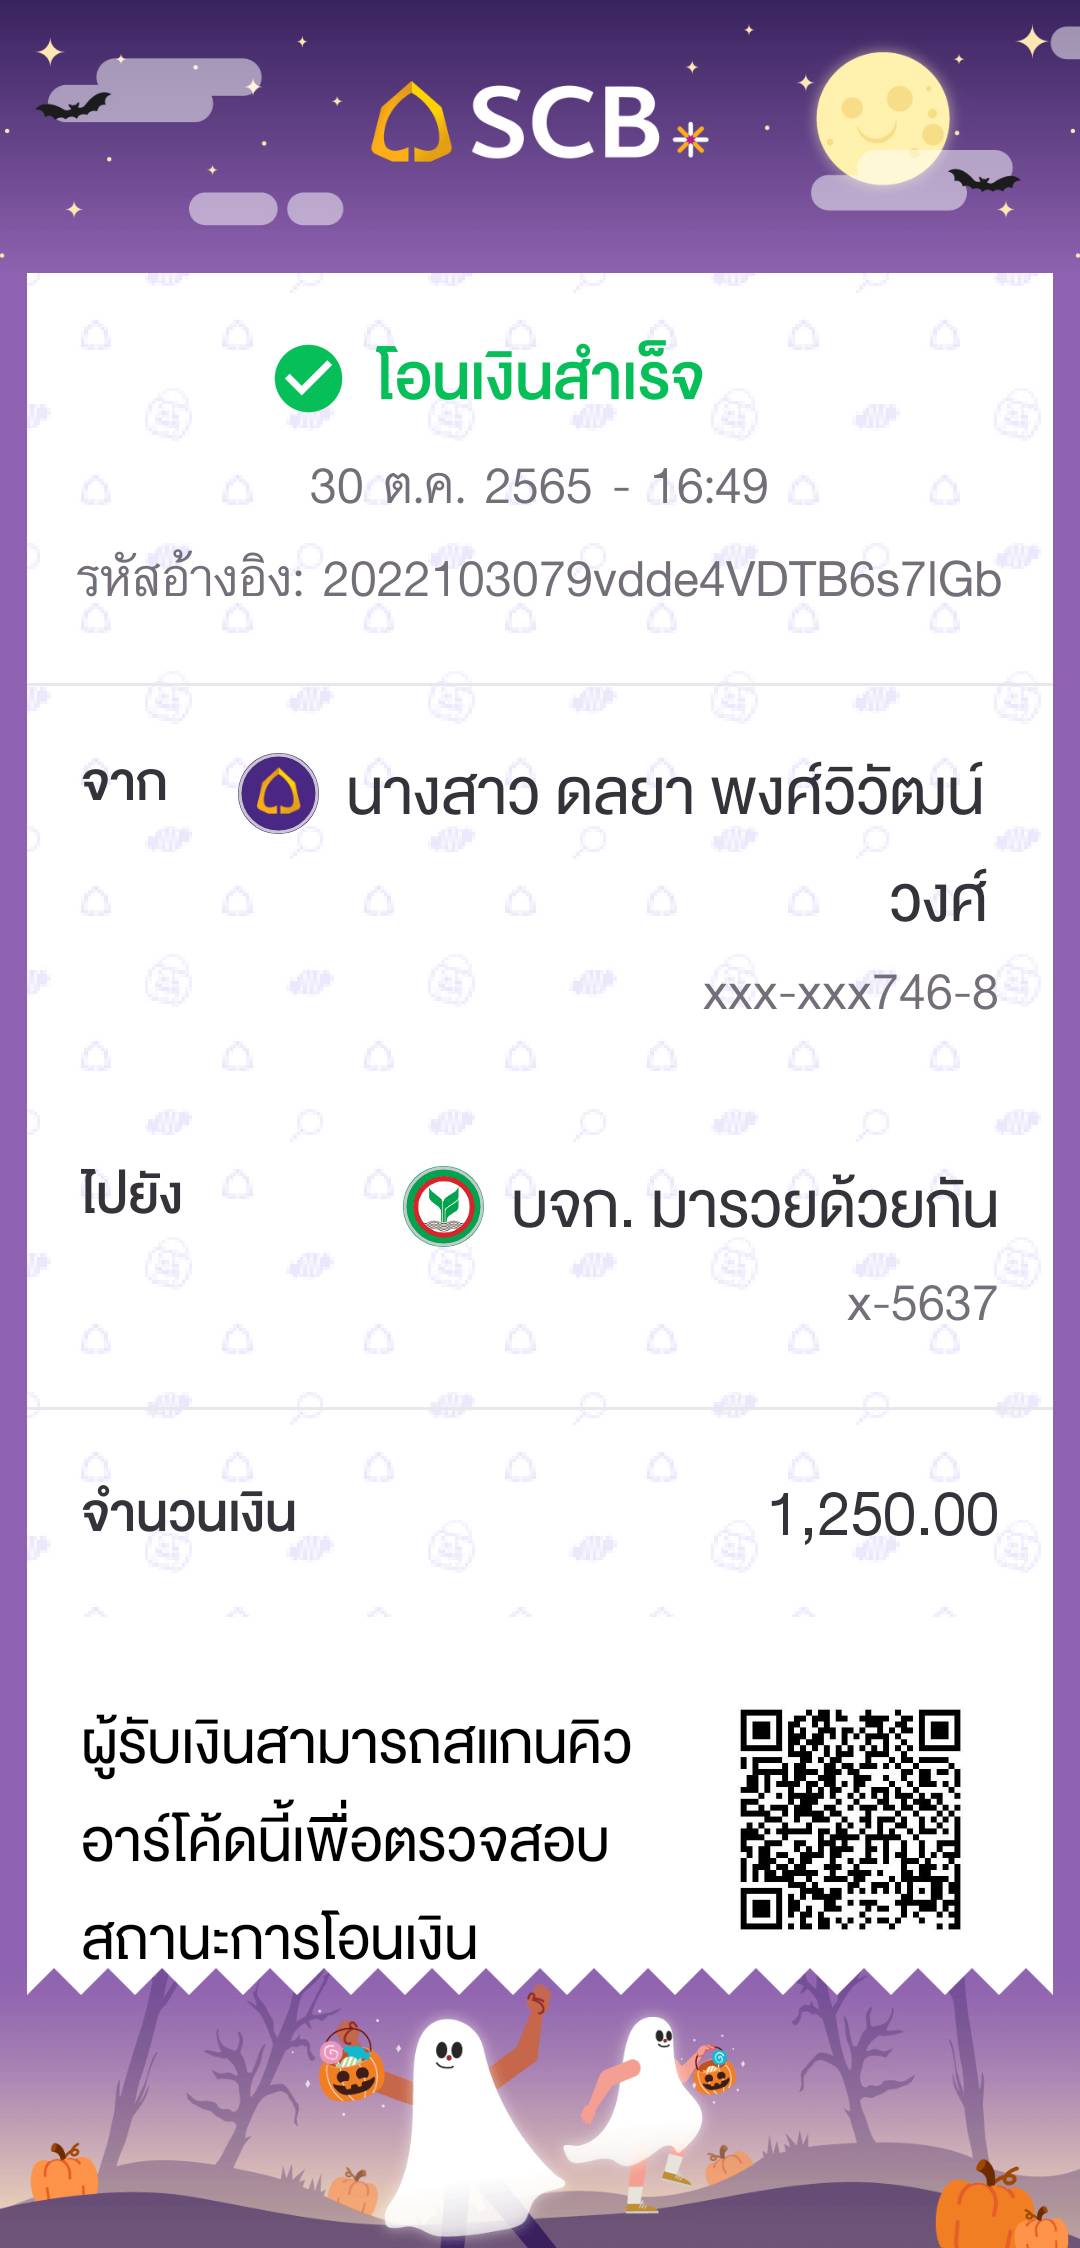 SCB
โอนเงินสำเร็จ
30 ต.ค. 2565 - 16:49
รหัสอ้างอิง: 2022103079vdde4VDTB6s7lGb
จาก นางสาว ดลยา พงศ์วิวัฒน์
วงศ์
xxx-xxx746-8
ไปยัง บจก. มารวยด้วยกัน
x-5637
จำนวนเงิน 1,250.00
ผู้รับเงินสามารถสแกนคิว
อาร์โค้ดนี้เพื่อตรวจสอบ
สถานะการโอนเงิน